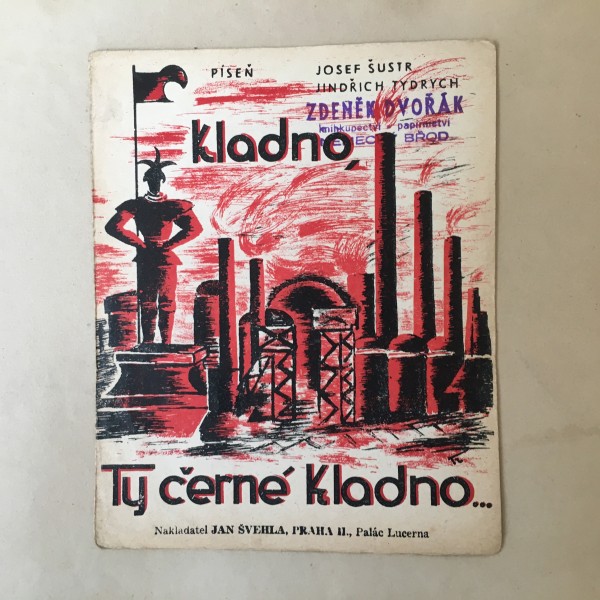 PÍSEŇ
JOSEF ŠUSTR
JINDŘICH TYDRYCH
ZDENĚK DVOŘÁK
knihkupectví - papírnictví
BROD
Kladno,
Ty černé Kladno...
Nakladatel JAN ŠVEHLA, PRAHA II., Palác Lucerna